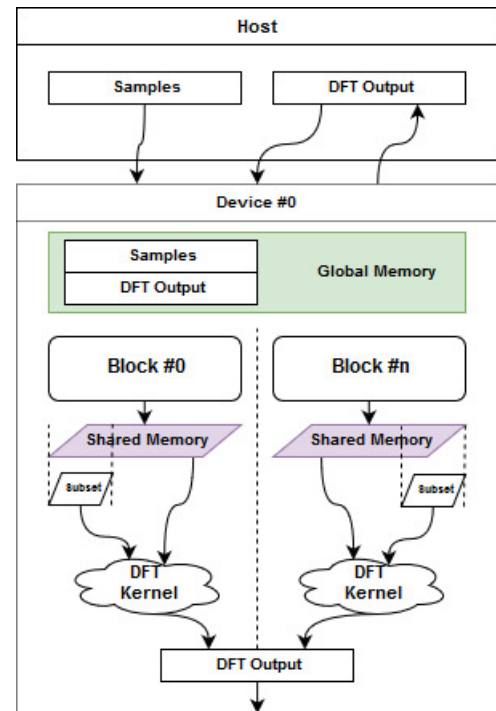 Host
Samples
DFT Output
Device #0
Samples
Global Memory
DFT Output
Block #0
Block #n
Shared Memory
Shared Memory
Subset
Subset
DFT
Kernel
DFT
Kernel
DFT Output